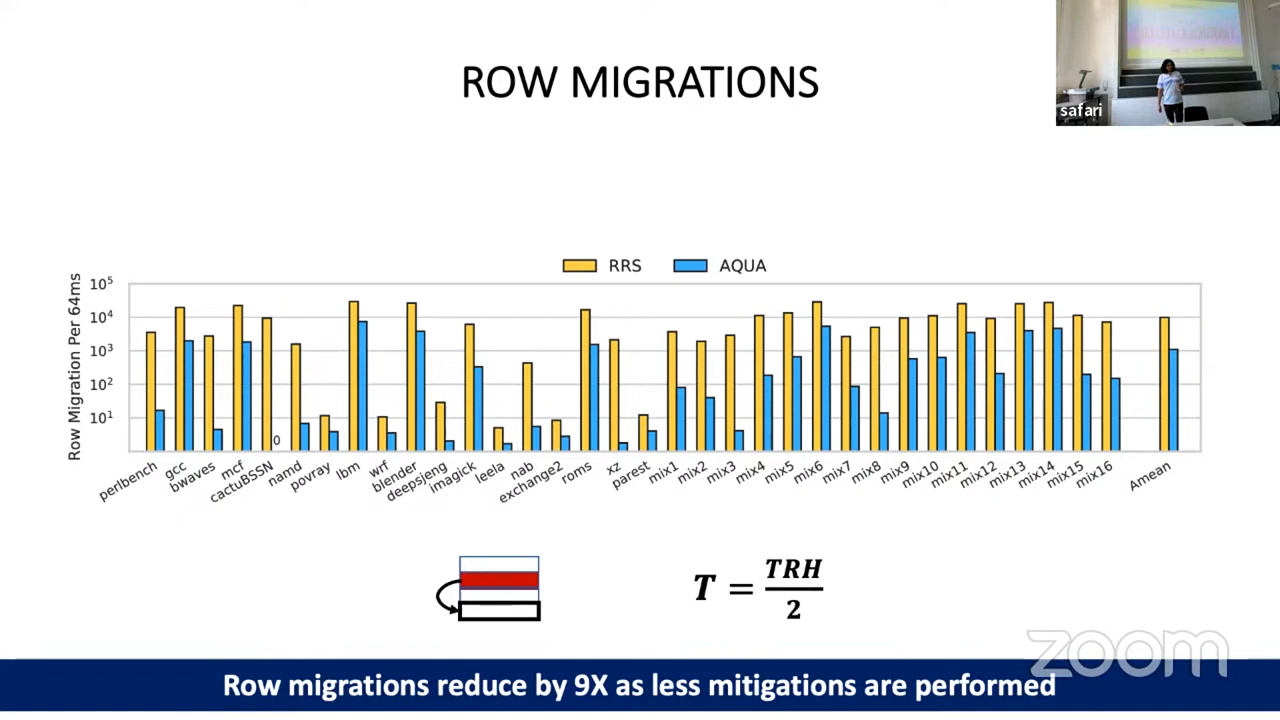 ROW MIGRATIONS
safari
RRS
AQUA
Row Migration Per 64ms
10⁵
10⁴
10³
10²
10¹
0
perlbench
gcc
bwaves
mcf
cactuBSSN
namd
povray
lbm
wrf
blender
deepsjeng
imagick
leela
nab
exchange2
roms
xz
parest
mix1
mix2
mix3
mix4
mix5
mix6
mix7
mix8
mix9
mix10
mix11
mix12
mix13
mix14
mix15
mix16
Amean
T = TRH / 2
zoom
Row migrations reduce by 9X as less mitigations are performed